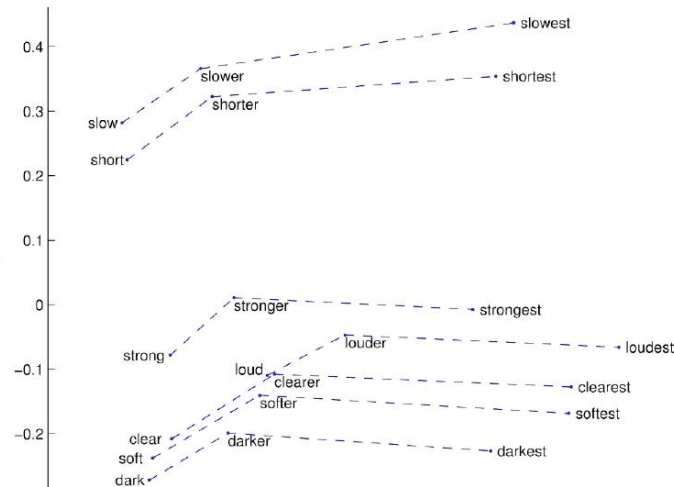 0.4
0.3
0.2
0.1
0
−0.1
−0.2
slow
slower
slowest
short
shorter
shortest
strong
stronger
strongest
loud
louder
loudest
clear
clearer
clearest
soft
softer
softest
dark
darker
darkest